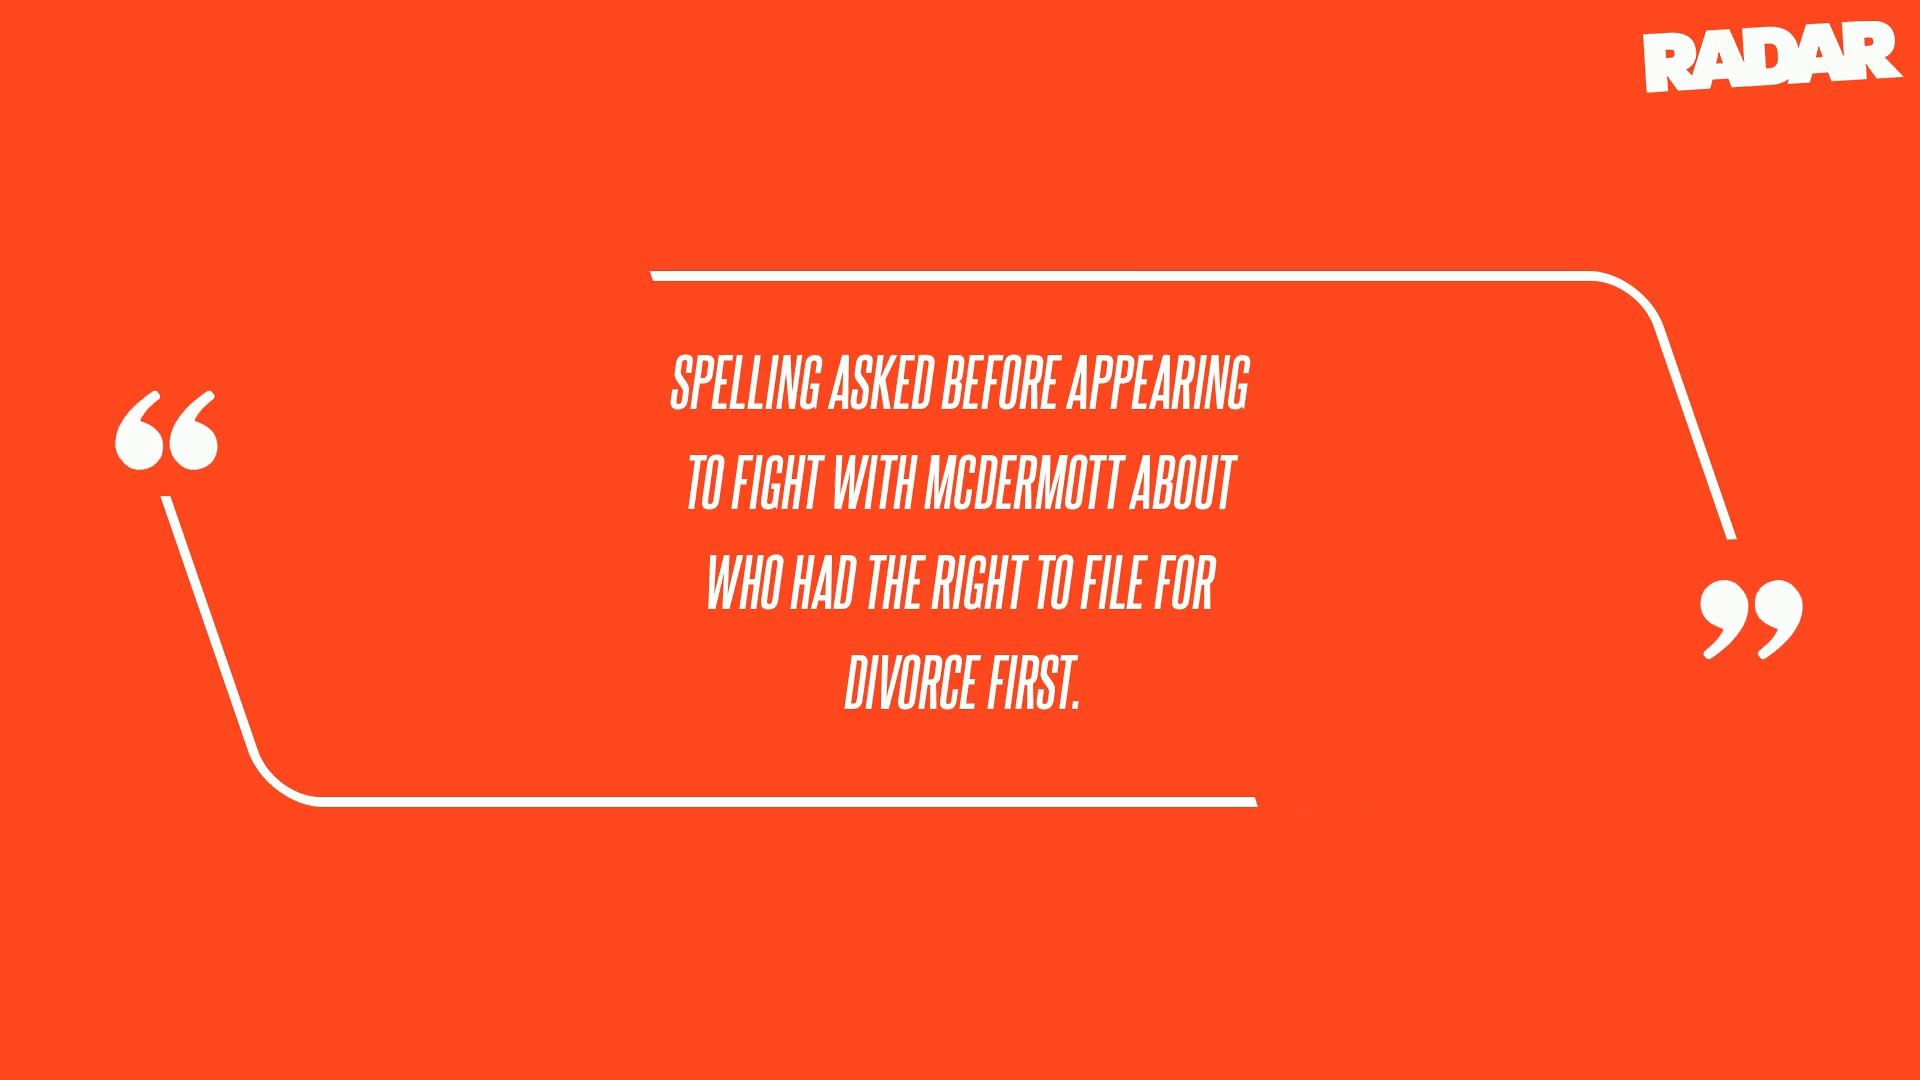 RADAR
“
SPELLING ASKED BEFORE APPEARING
TO FIGHT WITH MCDERMOTT ABOUT
WHO HAD THE RIGHT TO FILE FOR
DIVORCE FIRST.
”